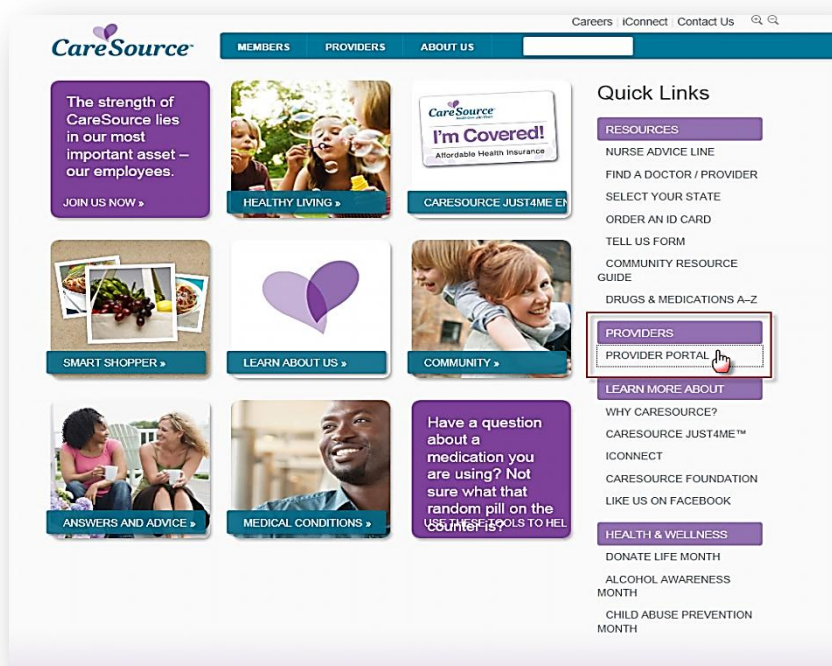 Careers | iConnect | Contact Us
CareSource
MEMBERS PROVIDERS ABOUT US
The strength of
CareSource lies
in our most
important asset –
our employees.
JOIN US NOW »
HEALTHY LIVING »
CareSource
I'm Covered!
Affordable Health Insurance
CARESOURCE JUST4ME EN
SMART SHOPPER »
LEARN ABOUT US »
COMMUNITY »
ANSWERS AND ADVICE »
MEDICAL CONDITIONS »
Have a question
about a
medication you
are using? Not
sure what that
random pill on the
counter is?
USE THESE TOOLS TO HEL
Quick Links
RESOURCES
NURSE ADVICE LINE
FIND A DOCTOR / PROVIDER
SELECT YOUR STATE
ORDER AN ID CARD
TELL US FORM
COMMUNITY RESOURCE
GUIDE
DRUGS & MEDICATIONS A–Z
PROVIDERS
PROVIDER PORTAL
LEARN MORE ABOUT
WHY CARESOURCE?
CARESOURCE JUST4ME™
ICONNECT
CARESOURCE FOUNDATION
LIKE US ON FACEBOOK
HEALTH & WELLNESS
DONATE LIFE MONTH
ALCOHOL AWARENESS
MONTH
CHILD ABUSE PREVENTION
MONTH